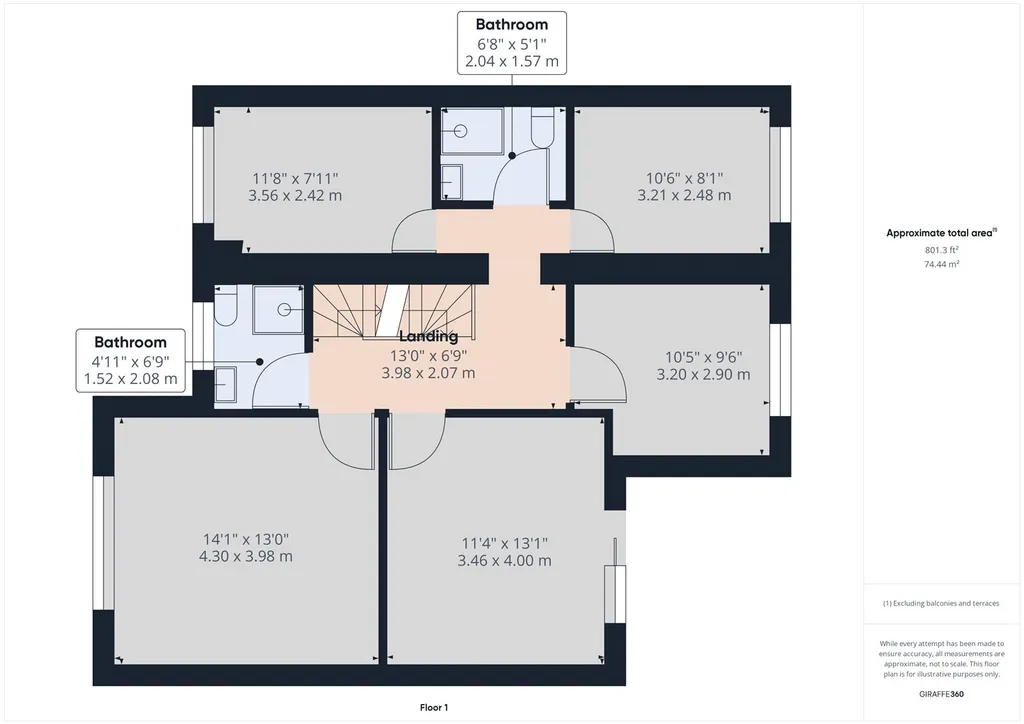 Bathroom
6'8" x 5'1"
2.04 x 1.57 m
11'8" x 7'11"
3.56 x 2.42 m
10'6" x 8'1"
3.21 x 2.48 m
Approximate total area(1)
801.3 ft²
74.44 m²
Bathroom
4'11" x 6'9"
1.52 x 2.08 m
Landing
13'0" x 6'9"
3.98 x 2.07 m
10'5" x 9'6"
3.20 x 2.90 m
14'1" x 13'0"
4.30 x 3.98 m
11'4" x 13'1"
3.46 x 4.00 m
(1) Excluding balconies and terraces
While every attempt has been made to
ensure accuracy, all measurements are
approximate, not to scale. This floor
plan is for illustrative purposes only.
GIRAFFE360
Floor 1